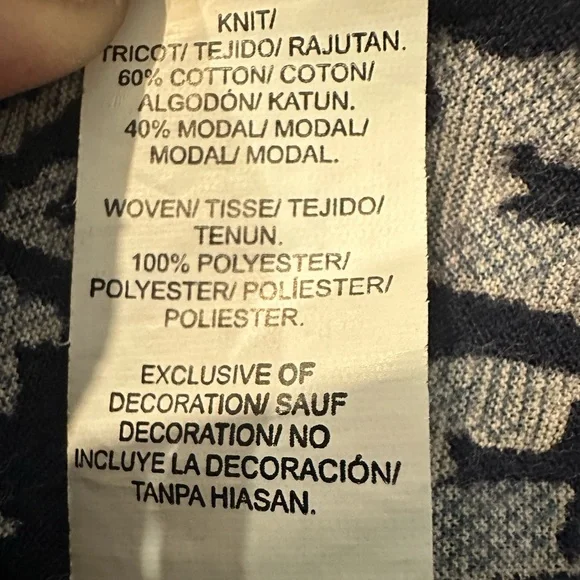 KNIT/
TRICOT/ TEJIDO/ RAJUTAN.
60% COTTON/ COTON/
ALGODÓN/ KATUN.
40% MODAL/ MODAL/
MODAL/ MODAL.
WOVEN/ TISSE/ TEJIDO/
TENUN.
100% POLYESTER/
POLYESTER/ POLÍESTER/
POLIESTER.
EXCLUSIVE OF
DECORATION/ SAUF
DECORATION/ NO
INCLUYE LA DECORACIÓN/
TANPA HIASAN.